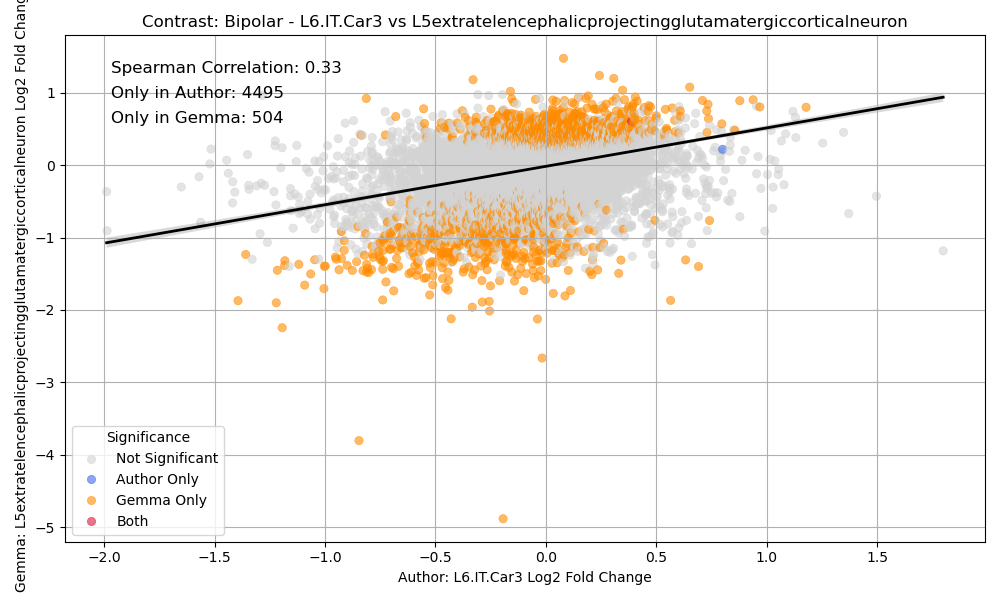 Contrast: Bipolar - L6.IT.Car3 vs L5extratelencephalicprojectingglutamatergiccorticalneuron
Gemma: L5extratelencephalicprojectingglutamatergiccorticalneuron Log2 Fold Chang
Spearman Correlation: 0.33
Only in Author: 4495
Only in Gemma: 504
1
0
−1
−2
−3
−4
−5
Significance
Not Significant
Author Only
Gemma Only
Both
−2.0 −1.5 −1.0 −0.5 0.0 0.5 1.0 1.5
Author: L6.IT.Car3 Log2 Fold Change